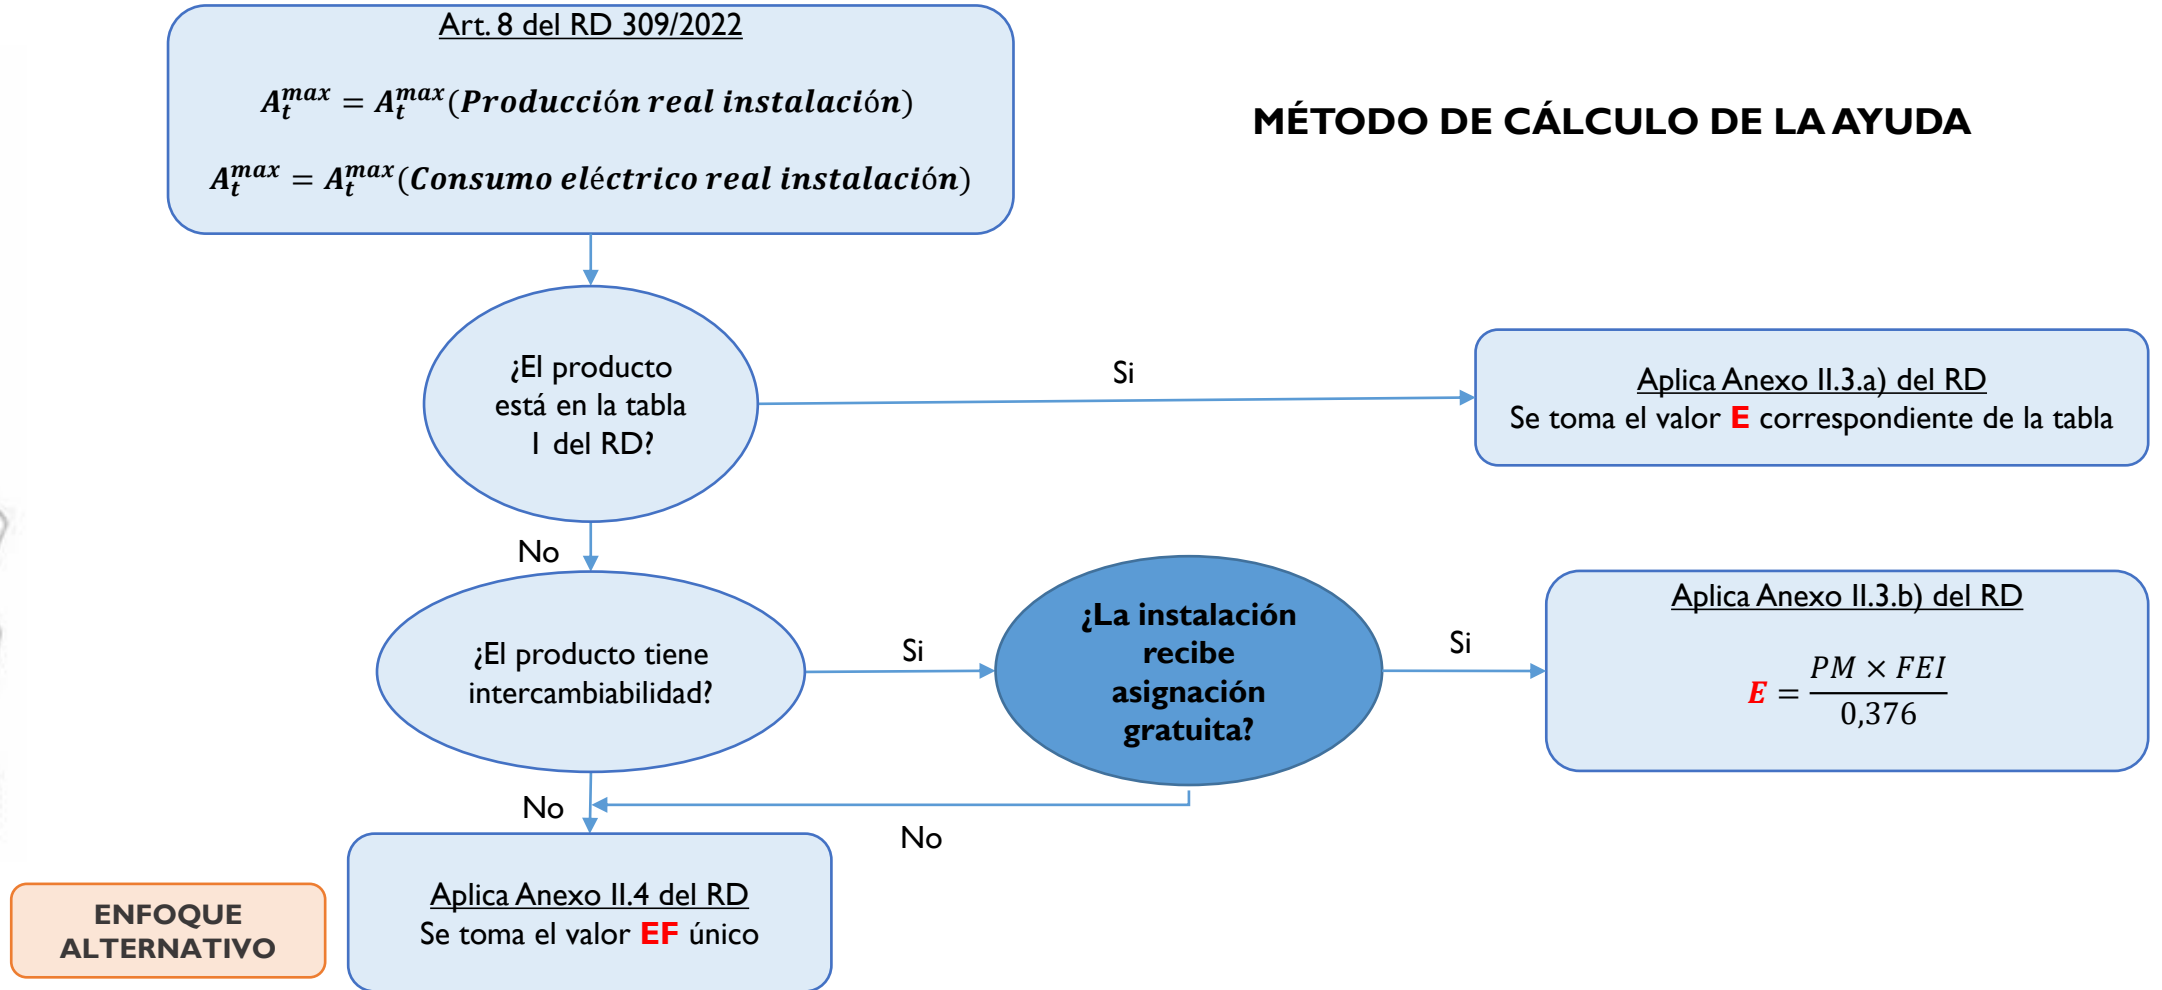 Art. 8 del RD 309/2022
A_t^{max} = A_t^{max}(Producción real instalación)
A_t^{max} = A_t^{max}(Consumo eléctrico real instalación)
MÉTODO DE CÁLCULO DE LA AYUDA
¿El producto
está en la tabla
1 del RD?
Si
Aplica Anexo II.3.a) del RD
Se toma el valor E correspondiente de la tabla
No
¿El producto tiene
intercambiabilidad?
Si
¿La instalación
recibe
asignación
gratuita?
Si
Aplica Anexo II.3.b) del RD
E = \frac{PM × FEI}{0,376}
No
No
ENFOQUE
ALTERNATIVO
Aplica Anexo II.4 del RD
Se toma el valor EF único